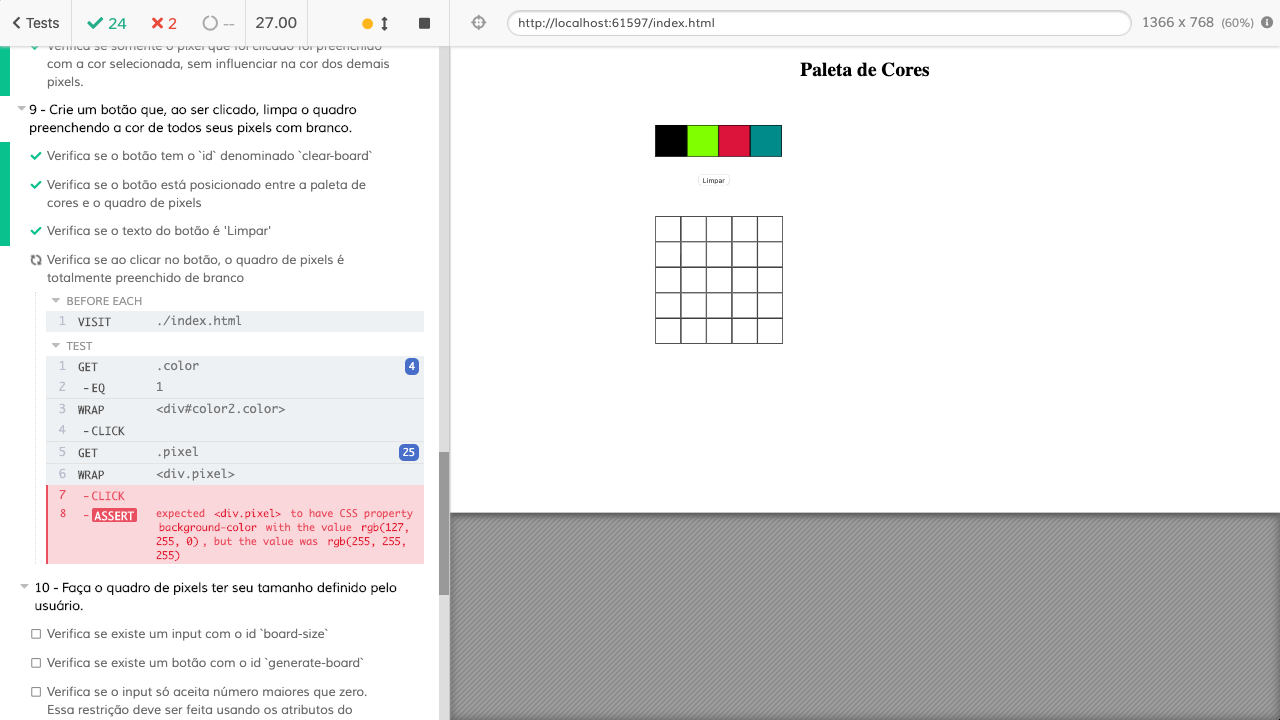 Tests
24
2
--
27.00
http://localhost:61597/index.html
1366 x 768 (60%)
Verifica se somente o pixel que foi clicado foi preenchido
com a cor selecionada, sem influenciar na cor dos demais
pixels.
9 - Crie um botão que, ao ser clicado, limpa o quadro
preenchendo a cor de todos seus pixels com branco.
Verifica se o botão tem o `id` denominado `clear-board`
Verifica se o botão está posicionado entre a paleta de
cores e o quadro de pixels
Verifica se o texto do botão é 'Limpar'
Verifica se ao clicar no botão, o quadro de pixels é
totalmente preenchido de branco
BEFORE EACH
1 VISIT ./index.html
TEST
1 GET .color 4
2 -EQ 1
3 WRAP <div#color2.color>
4 -CLICK
5 GET .pixel 25
6 WRAP <div.pixel>
7 -CLICK
8 -ASSERT expected <div.pixel> to have CSS property
background-color with the value rgb(127,
255, 0), but the value was rgb(255, 255,
255)
10 - Faça o quadro de pixels ter seu tamanho definido pelo
usuário.
Verifica se existe um input com o id `board-size`
Verifica se existe um botão com o id `generate-board`
Verifica se o input só aceita número maiores que zero.
Essa restrição deve ser feita usando os atributos do
Paleta de Cores
Limpar